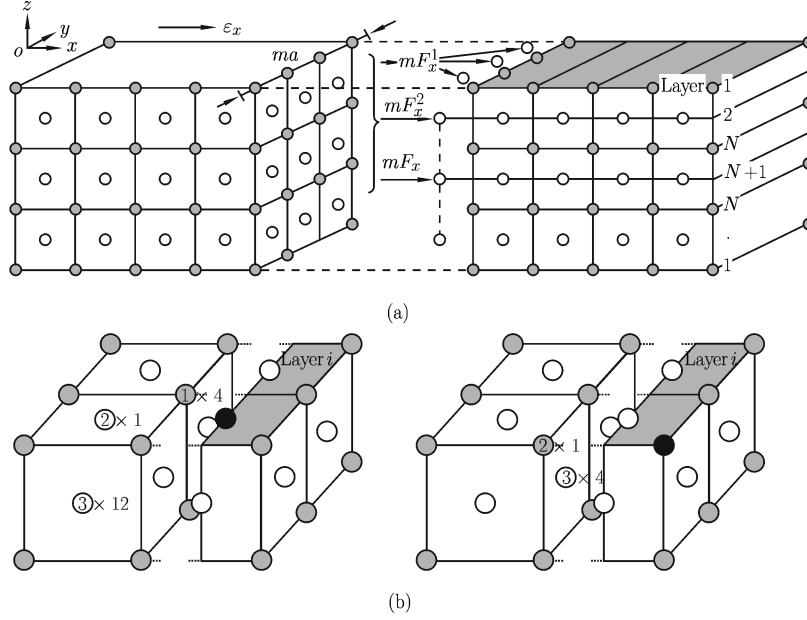 z
y
o
x
ε_x
ma
mF_x^1
mF_x^2
mF_x
Layer 1
2
N
N+1
N
.
1
(a)
Layer i
1 × 4
② × 1
③ × 12
Layer i
2 × 1
③ × 4
(b)